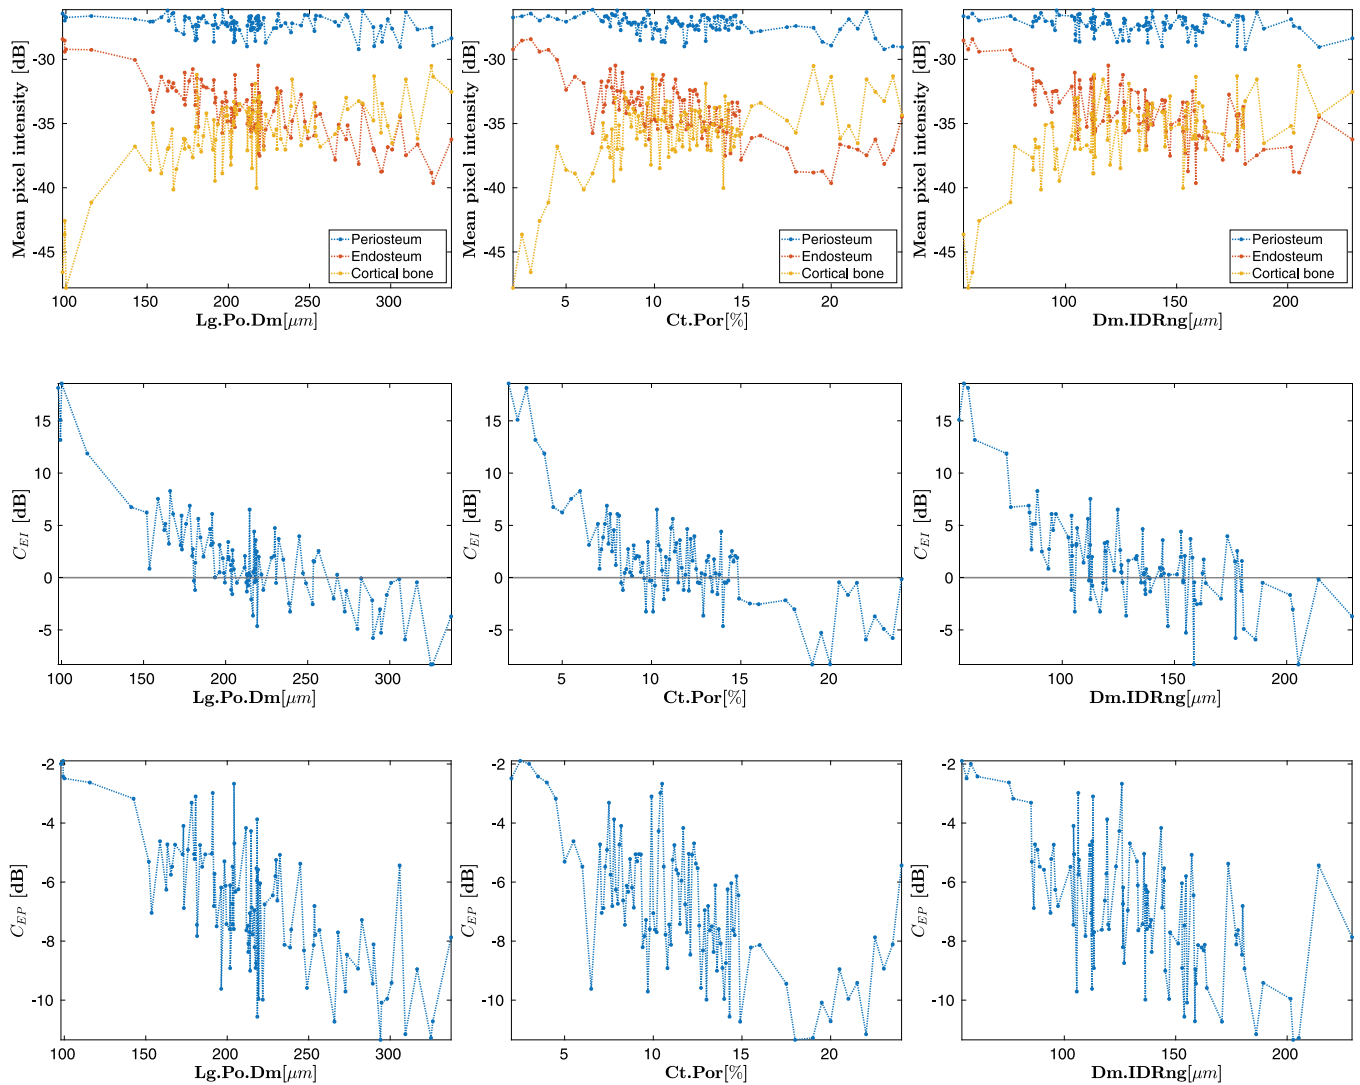 Mean pixel intensity [dB]
-30
-35
-40
-45
Periosteum
Endosteum
Cortical bone
100 150 200 250 300
Lg.Po.Dm[μm]
Mean pixel intensity [dB]
-30
-35
-40
-45
Periosteum
Endosteum
Cortical bone
5 10 15 20
Ct.Por[%]
Mean pixel intensity [dB]
-30
-35
-40
-45
Periosteum
Endosteum
Cortical bone
100 150 200
Dm.IDRng[μm]
C_EI [dB]
15
10
5
0
-5
100 150 200 250 300
Lg.Po.Dm[μm]
C_EI [dB]
15
10
5
0
-5
5 10 15 20
Ct.Por[%]
C_EI [dB]
15
10
5
0
-5
100 150 200
Dm.IDRng[μm]
C_EP [dB]
-2
-4
-6
-8
-10
100 150 200 250 300
Lg.Po.Dm[μm]
C_EP [dB]
-2
-4
-6
-8
-10
5 10 15 20
Ct.Por[%]
C_EP [dB]
-2
-4
-6
-8
-10
100 150 200
Dm.IDRng[μm]